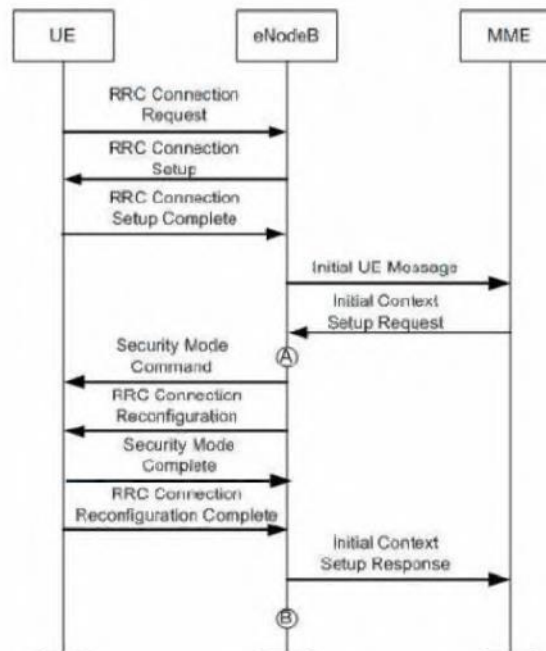 UE
eNodeB
MME
RRC Connection
Request
RRC Connection
Setup
RRC Connection
Setup Complete
Initial UE Message
Initial Context
Setup Request
A
Security Mode
Command
RRC Connection
Reconfiguration
Security Mode
Complete
RRC Connection
Reconfiguration Complete
Initial Context
Setup Response
B